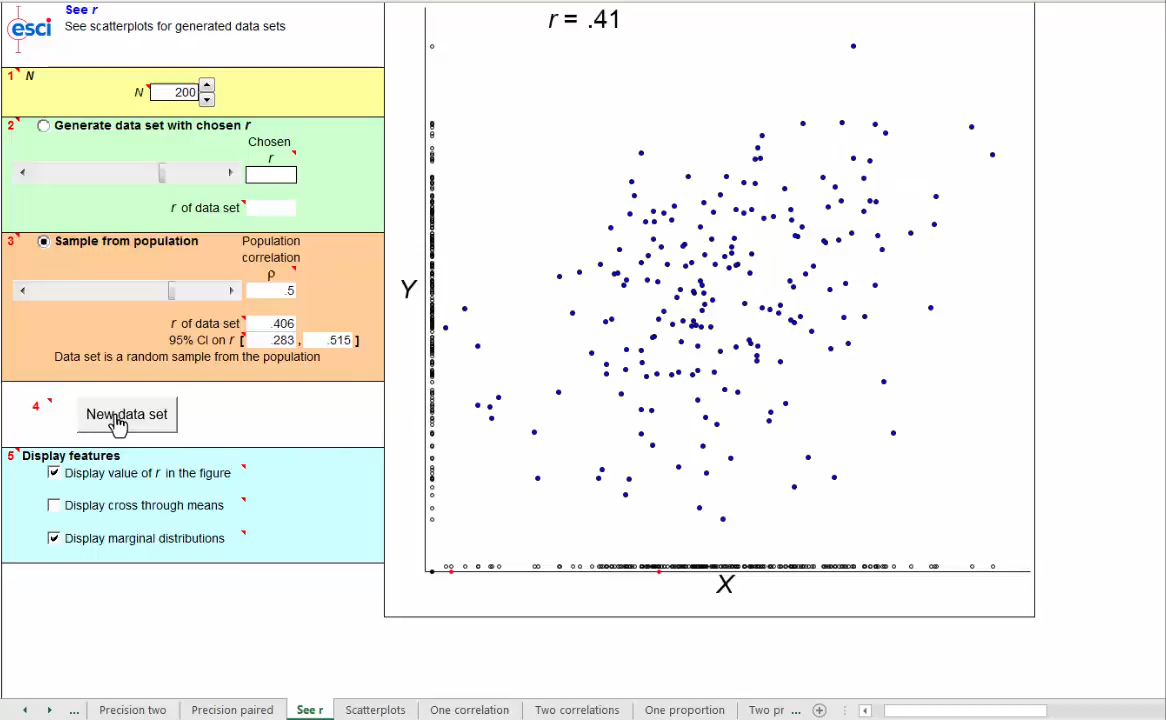 See r
esci
See scatterplots for generated data sets
1 N
N 200
2 Generate data set with chosen r
Chosen
r
r of data set
3 Sample from population
Population
correlation
ρ
.5
r of data set .406
95% CI on r [ .283 , .515 ]
Data set is a random sample from the population
4 New data set
5 Display features
Display value of r in the figure
Display cross through means
Display marginal distributions
r = .41
Y
X
... Precision two Precision paired See r Scatterplots One correlation Two correlations One proportion Two pr ...